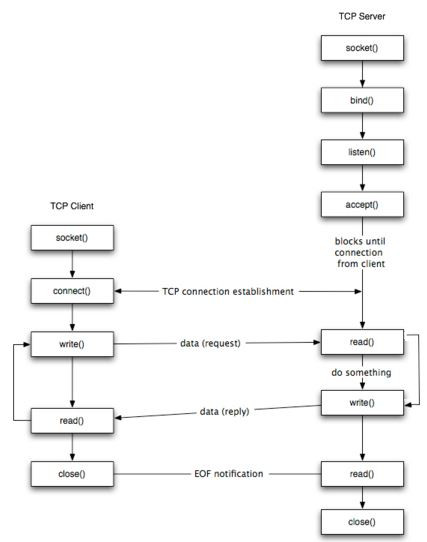 TCP Server
socket()
bind()
listen()
accept()
TCP Client
blocks until
connection
from client
socket()
connect()
TCP connection establishment
write()
data (request)
read()
do something
write()
data (reply)
read()
close()
EOF notification
read()
close()